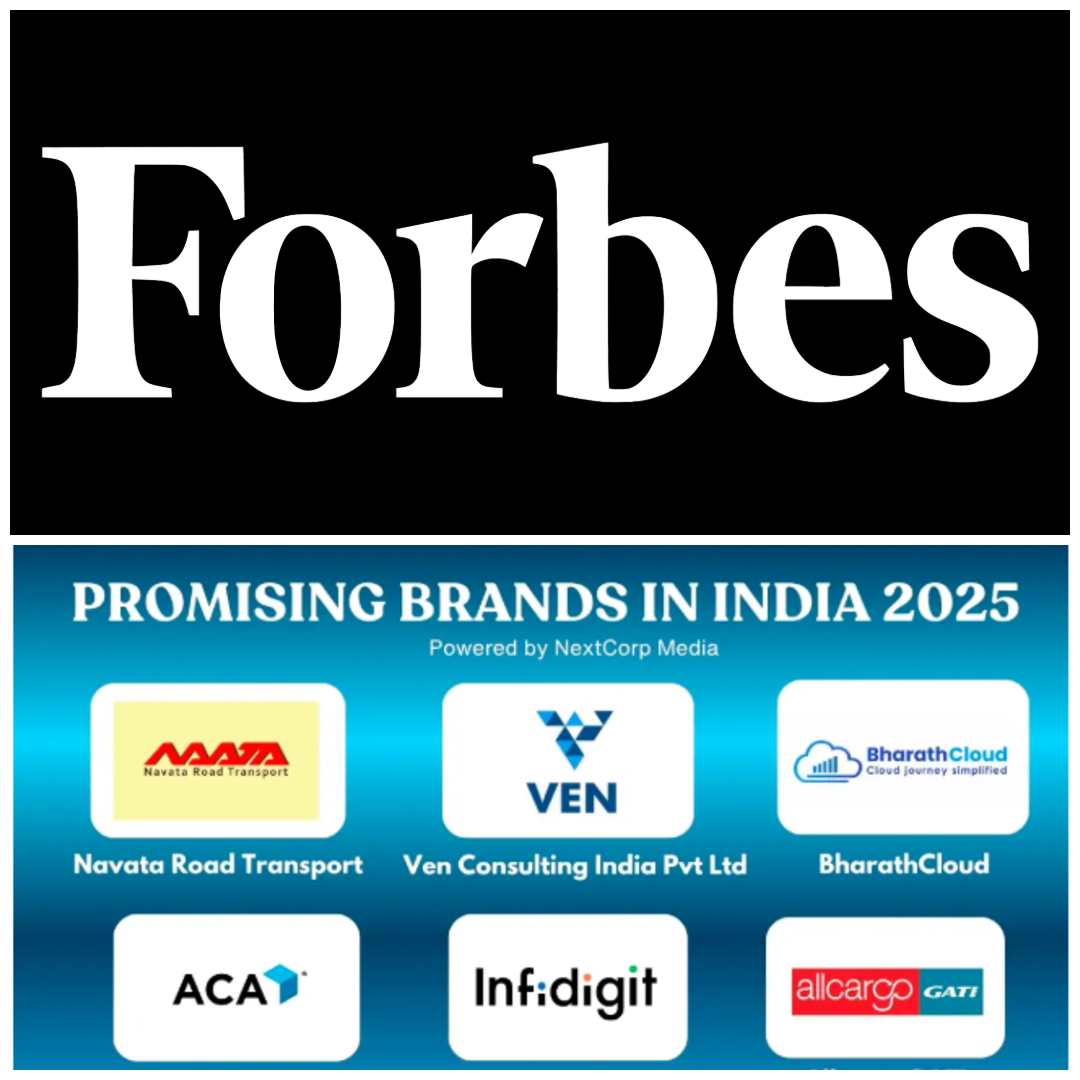 Forbes
PROMISING BRANDS IN INDIA 2025
Powered by NextCorp Media
NAVATA
Navata Road Transport
VEN
BharathCloud
Cloud journey simplified
Navata Road Transport
Ven Consulting India Pvt Ltd
BharathCloud
ACA
Infidigit
allcargo GATI